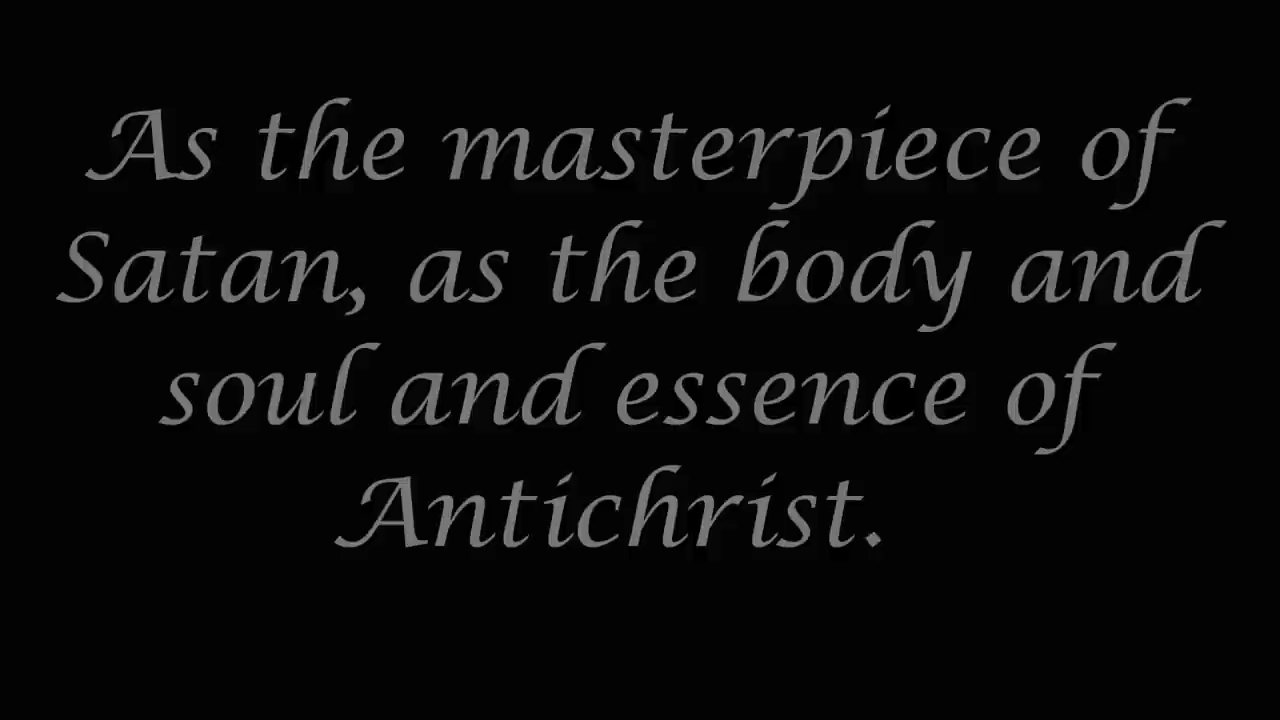 As the masterpiece of
Satan, as the body and
soul and essence of
Antichrist.